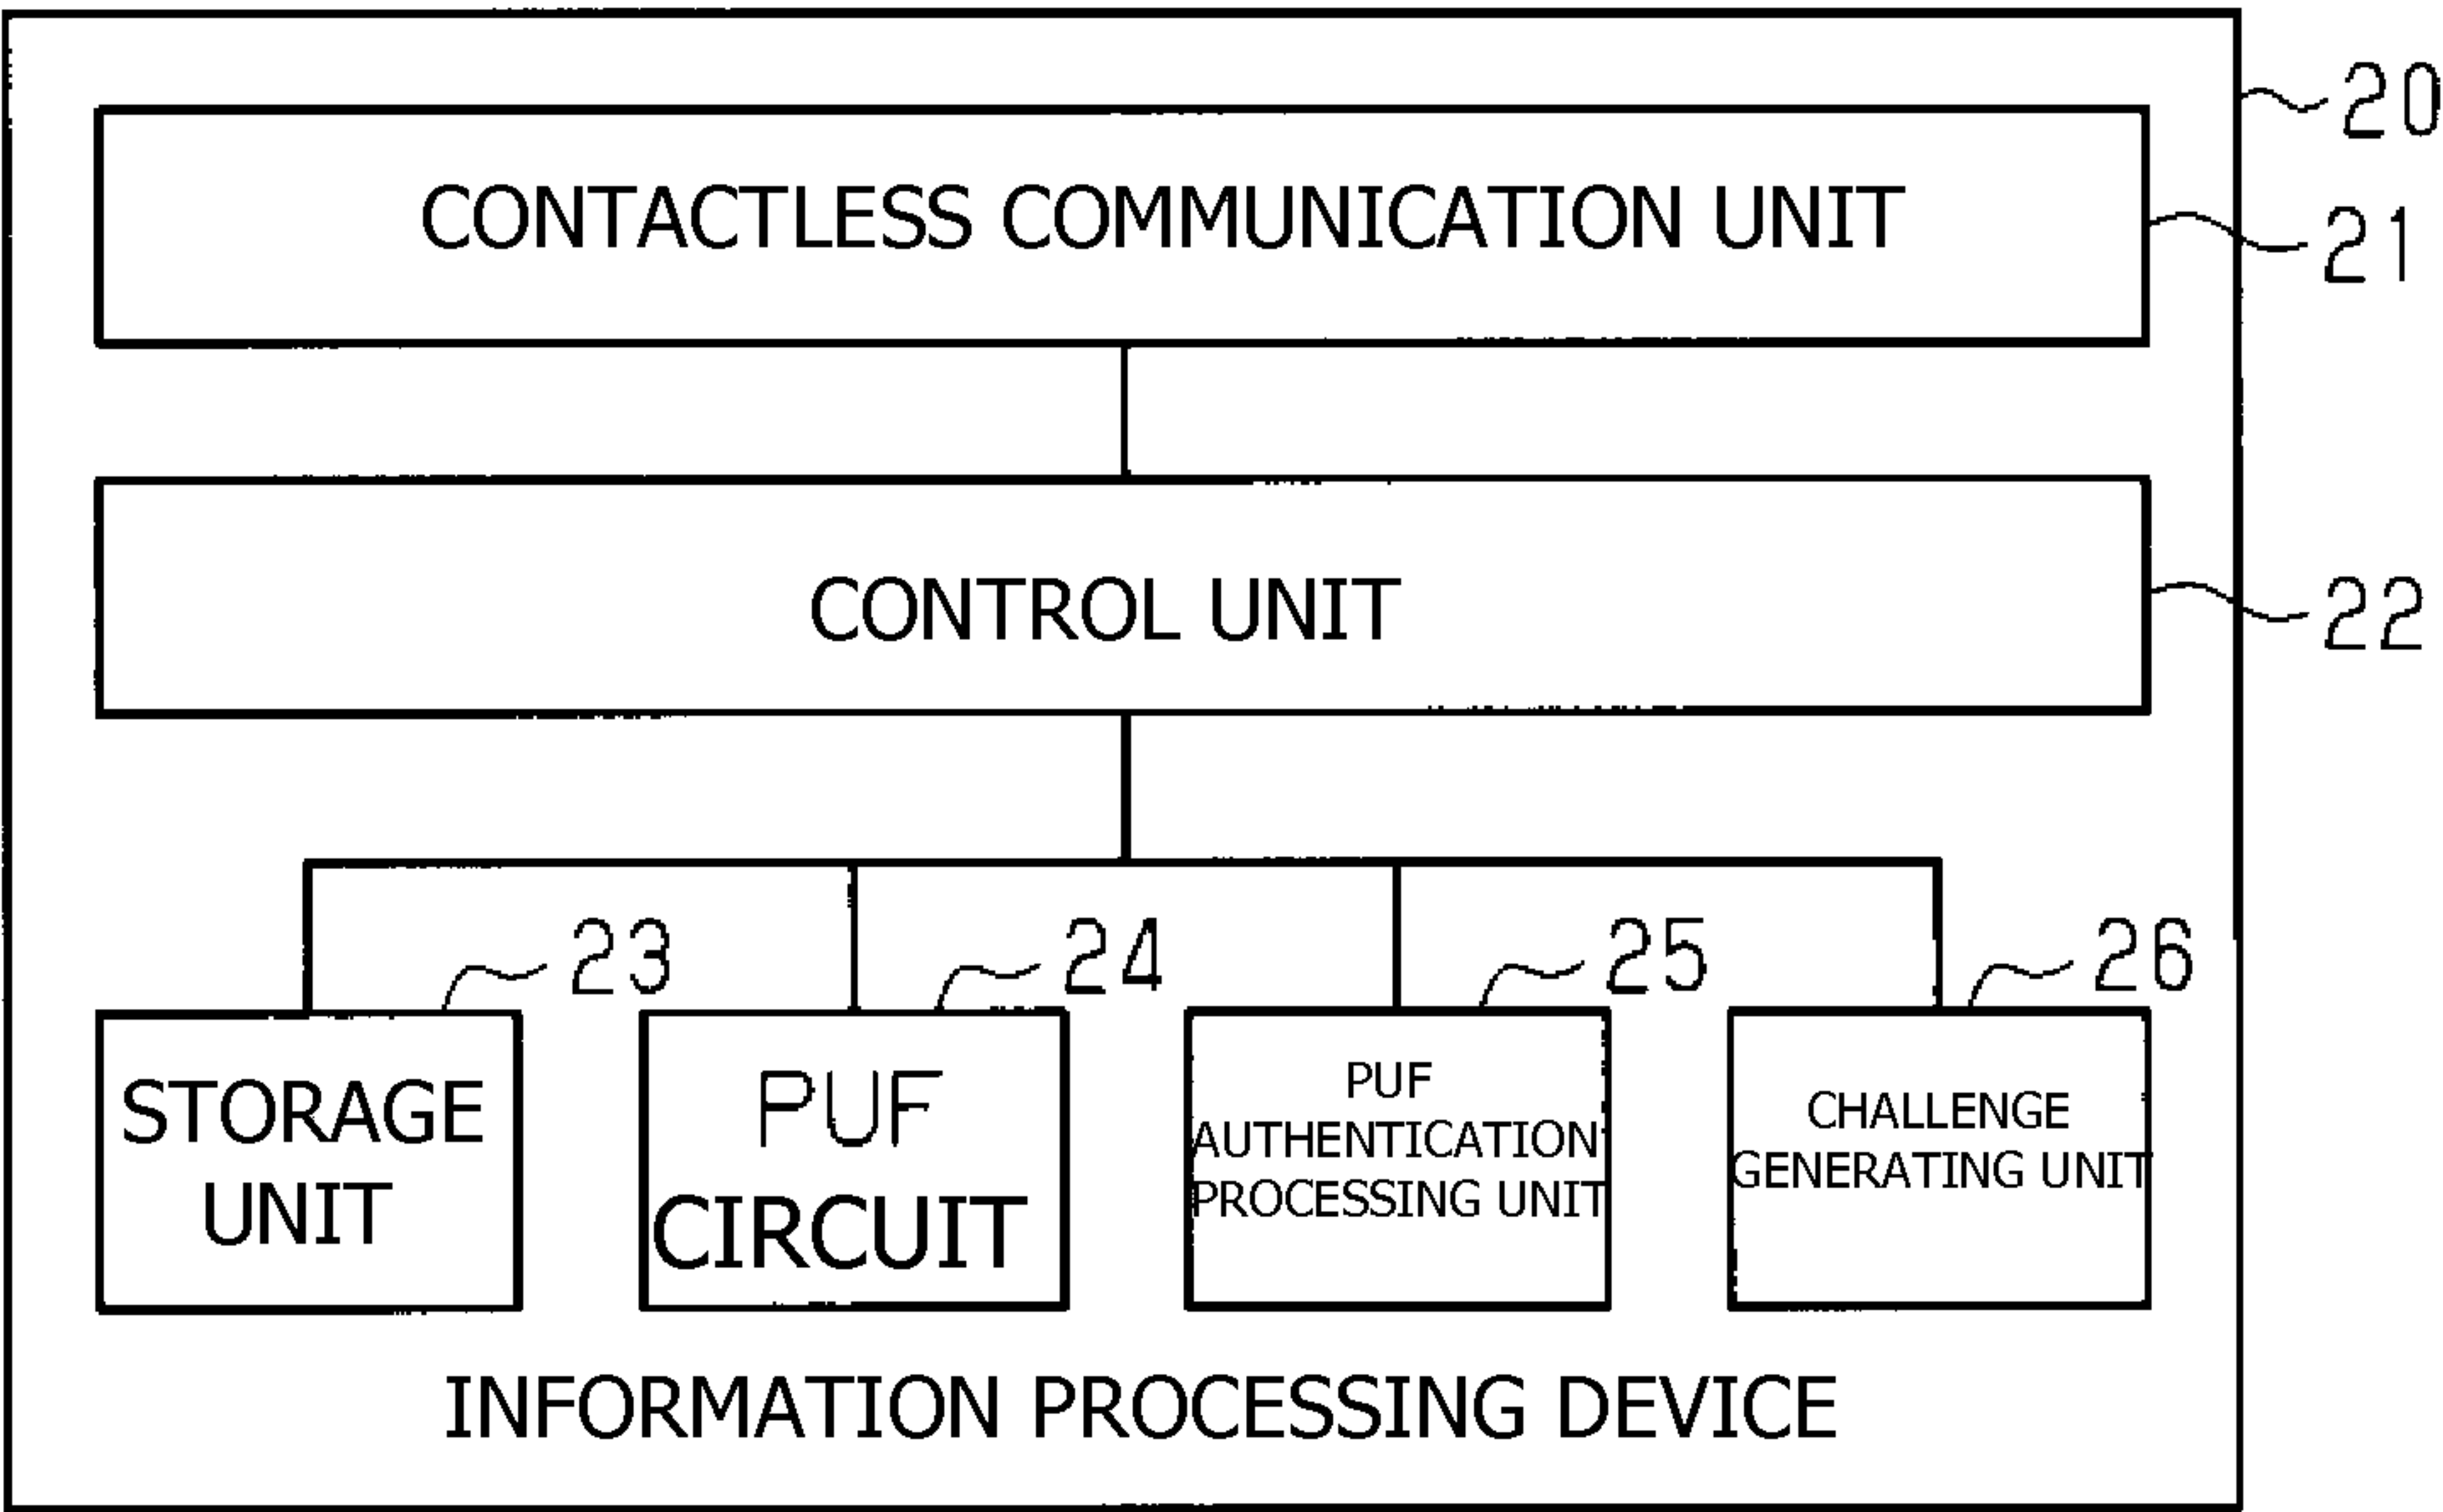 20
CONTACTLESS COMMUNICATION UNIT
21
CONTROL UNIT
22
23
24
25
26
STORAGE
UNIT
PUF
CIRCUIT
PUF
AUTHENTICATION
PROCESSING UNIT
CHALLENGE
GENERATING UNIT
INFORMATION PROCESSING DEVICE